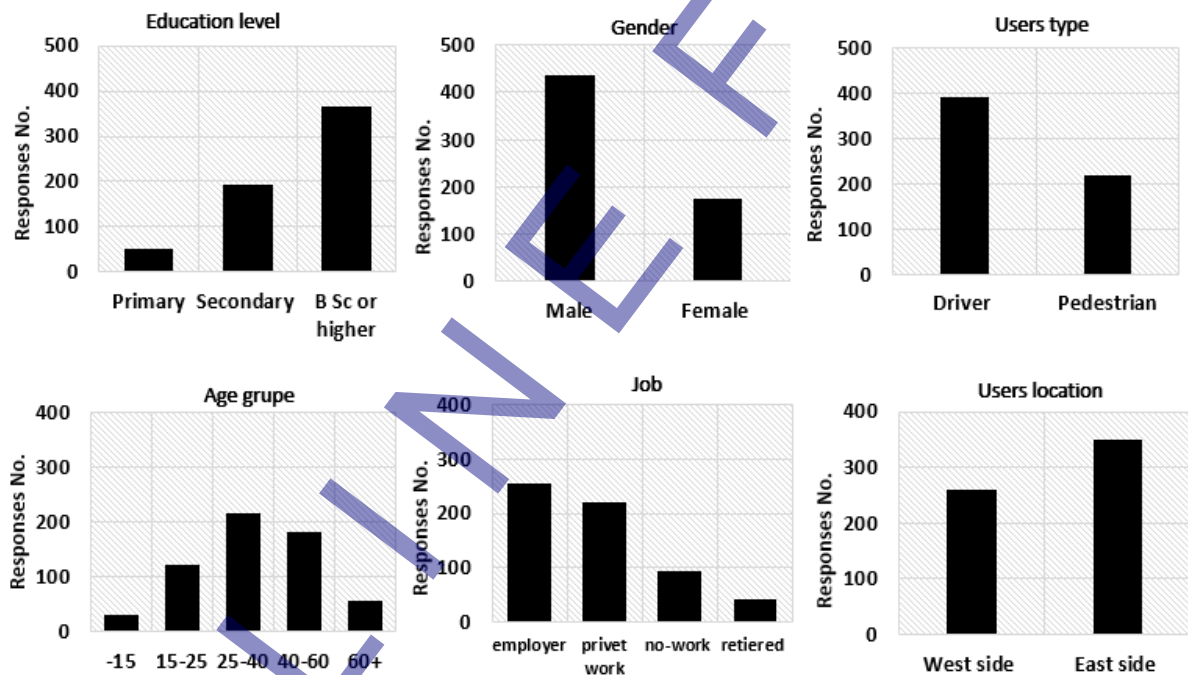 Education level
500
400
300
200
100
0
Responses No.
Primary Secondary B Sc or
higher
Gender
500
400
300
200
100
0
Responses No.
Male Female
Users type
500
400
300
200
100
0
Responses No.
Driver Pedestrian
Age grupe
400
300
200
100
0
Responses No.
-15 15-25 25-40 40-60 60+
Job
400
300
200
100
0
Responses No.
employer privet no-work retiered
work
Users location
400
300
200
100
0
Responses No.
West side East side